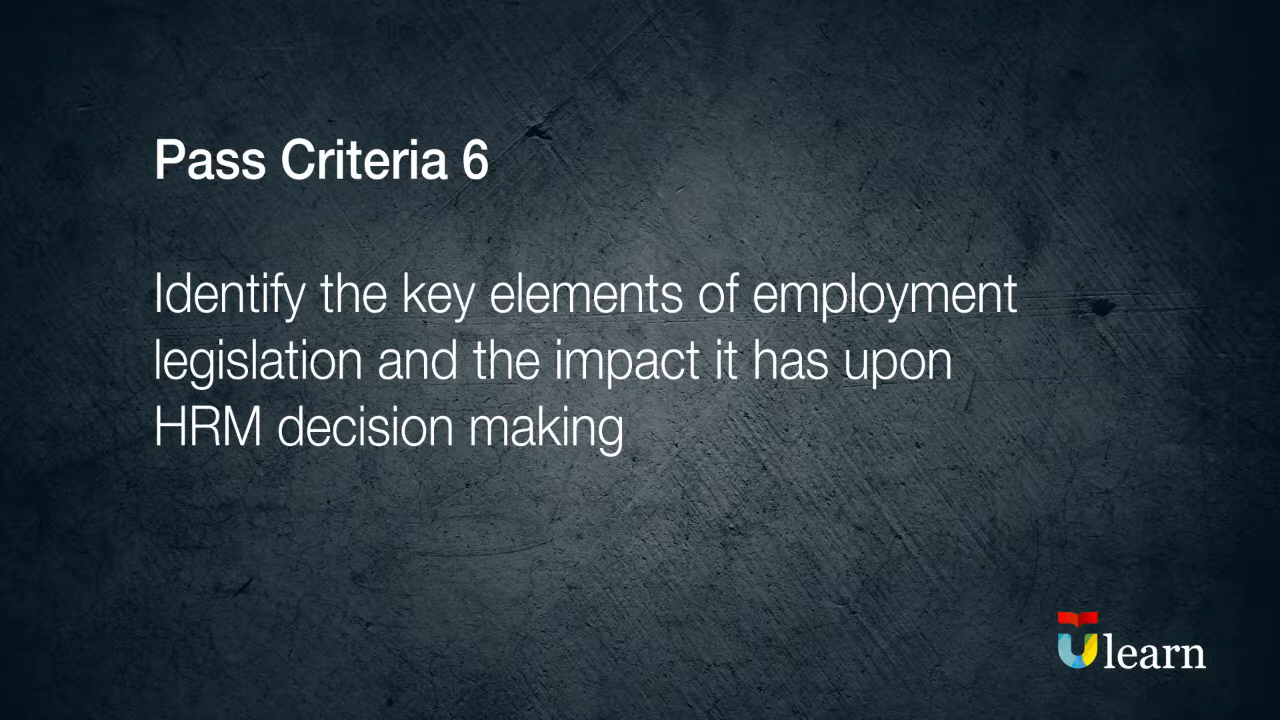 Pass Criteria 6
Identify the key elements of employment
legislation and the impact it has upon
HRM decision making
Ulearn